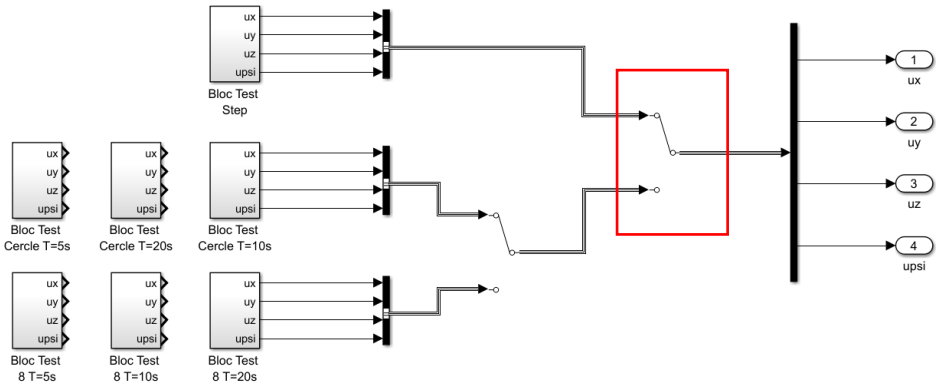 ux
uy
uz
upsi
Bloc Test
Step
ux
uy
uz
upsi
Bloc Test
Cercle T=5s
ux
uy
uz
upsi
Bloc Test
Cercle T=20s
ux
uy
uz
upsi
Bloc Test
Cercle T=10s
ux
uy
uz
upsi
Bloc Test
8 T=5s
ux
uy
uz
upsi
Bloc Test
8 T=10s
ux
uy
uz
upsi
Bloc Test
8 T=20s
1
ux
2
uy
3
uz
4
upsi